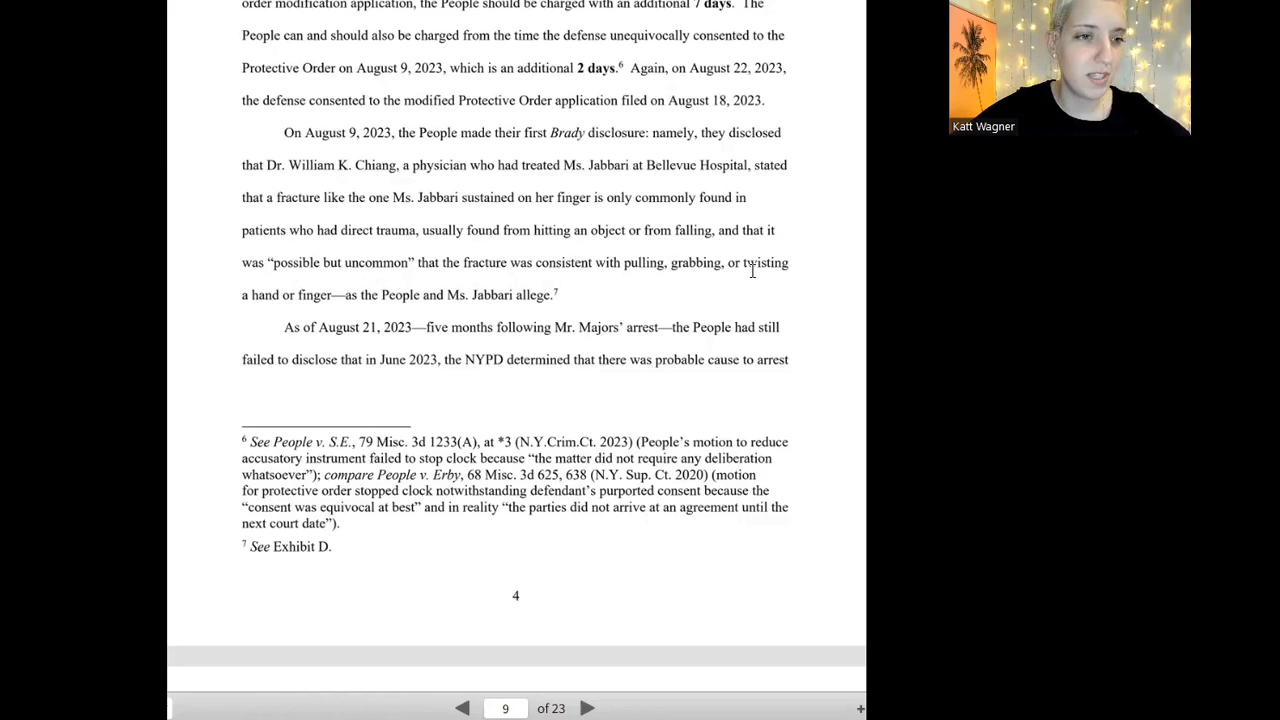 order modification application, the People should be charged with an additional 7 days. The
People can and should also be charged from the time the defense unequivocally consented to the
Protective Order on August 9, 2023, which is an additional 2 days.6 Again, on August 22, 2023,
the defense consented to the modified Protective Order application filed on August 18, 2023.
On August 9, 2023, the People made their first Brady disclosure: namely, they disclosed
that Dr. William K. Chiang, a physician who had treated Ms. Jabbari at Bellevue Hospital, stated
that a fracture like the one Ms. Jabbari sustained on her finger is only commonly found in
patients who had direct trauma, usually found from hitting an object or from falling, and that it
was “possible but uncommon” that the fracture was consistent with pulling, grabbing, or twisting
a hand or finger—as the People and Ms. Jabbari allege.7
As of August 21, 2023—five months following Mr. Majors’ arrest—the People had still
failed to disclose that in June 2023, the NYPD determined that there was probable cause to arrest
6 See People v. S.E., 79 Misc. 3d 1233(A), at *3 (N.Y.Crim.Ct. 2023) (People’s motion to reduce
accusatory instrument failed to stop clock because “the matter did not require any deliberation
whatsoever”); compare People v. Erby, 68 Misc. 3d 625, 638 (N.Y. Sup. Ct. 2020) (motion
for protective order stopped clock notwithstanding defendant’s purported consent because the
“consent was equivocal at best” and in reality “the parties did not arrive at an agreement until the
next court date”).
7 See Exhibit D.
4
9 of 23
Katt Wagner